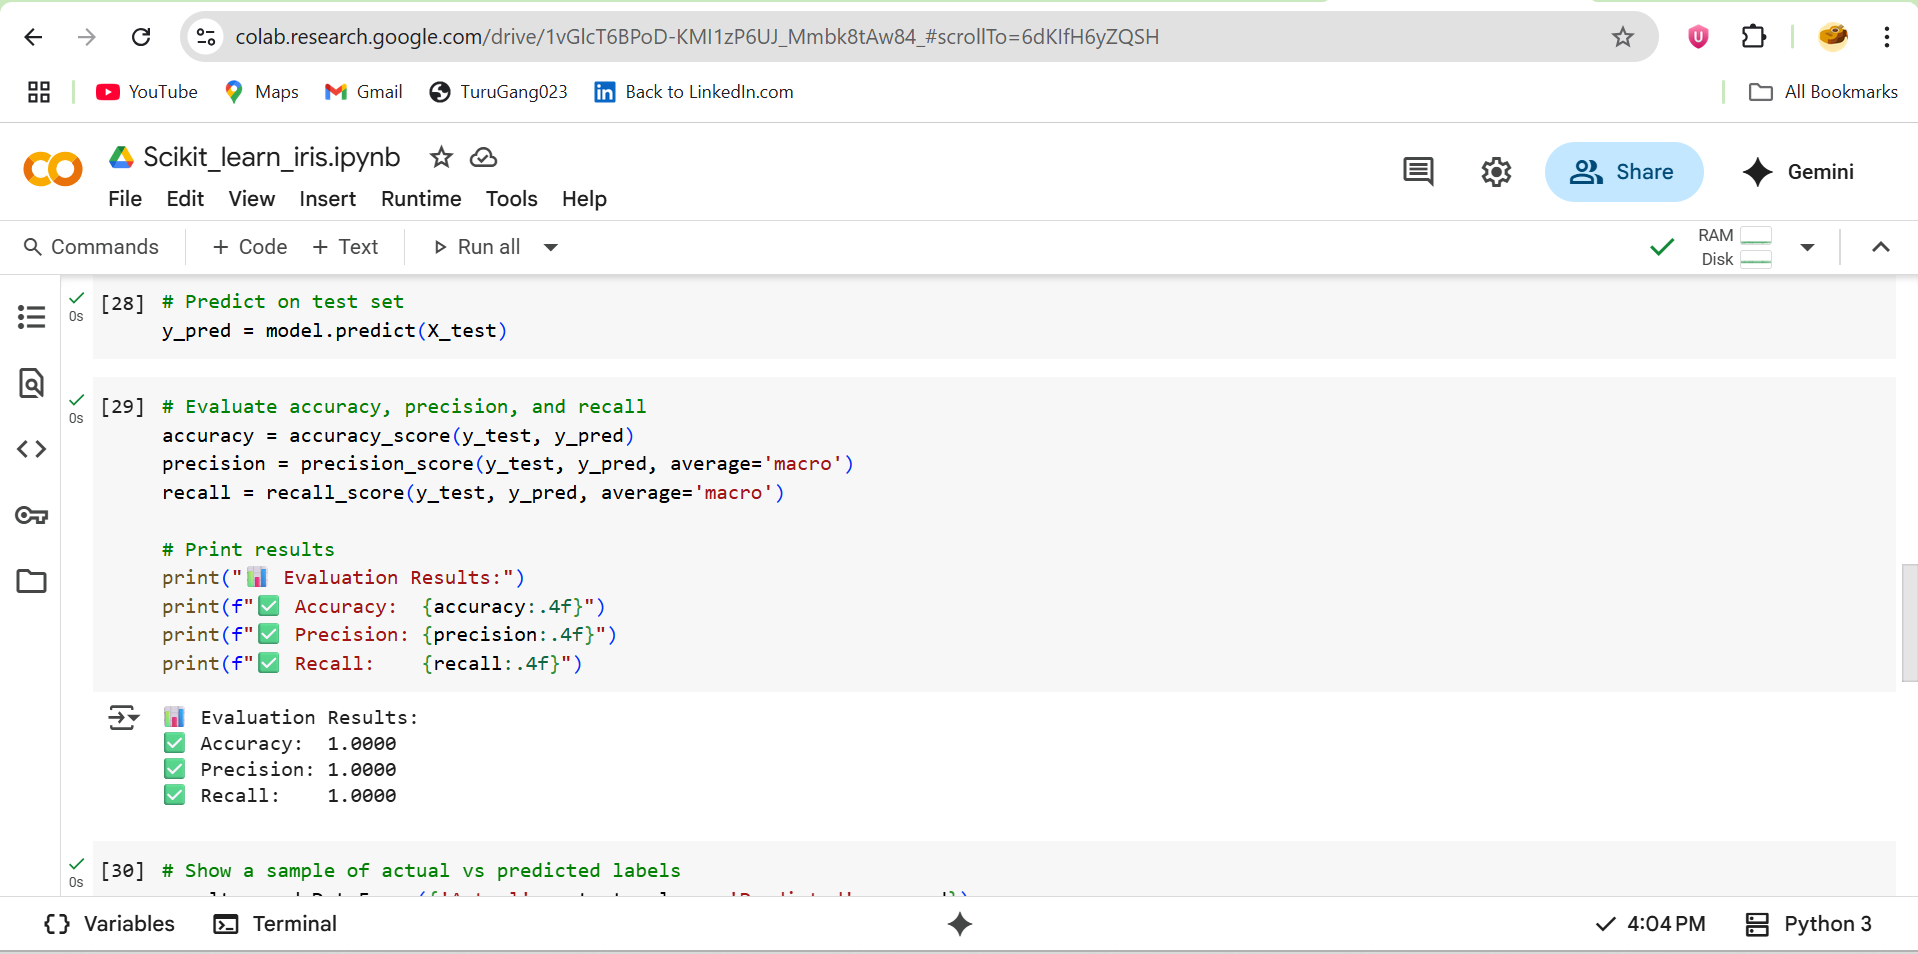 colab.research.google.com/drive/1vGlcT6BPoD-KMI1zP6UJ_Mmbk8tAw84_#scrollTo=6dKIfH6yZQSH
YouTube Maps Gmail TuruGang023 Back to LinkedIn.com All Bookmarks
Scikit_learn_iris.ipynb
File Edit View Insert Runtime Tools Help
Share Gemini
Commands + Code + Text Run all
RAM
Disk
[28] # Predict on test set
0s
y_pred = model.predict(X_test)
[29] # Evaluate accuracy, precision, and recall
0s
accuracy = accuracy_score(y_test, y_pred)
precision = precision_score(y_test, y_pred, average='macro')
recall = recall_score(y_test, y_pred, average='macro')
# Print results
print("📊 Evaluation Results:")
print(f"✅ Accuracy:  {accuracy:.4f}")
print(f"✅ Precision: {precision:.4f}")
print(f"✅ Recall:    {recall:.4f}")
📊 Evaluation Results:
✅ Accuracy:  1.0000
✅ Precision: 1.0000
✅ Recall:    1.0000
[30] # Show a sample of actual vs predicted labels
0s
Variables Terminal 4:04 PM Python 3